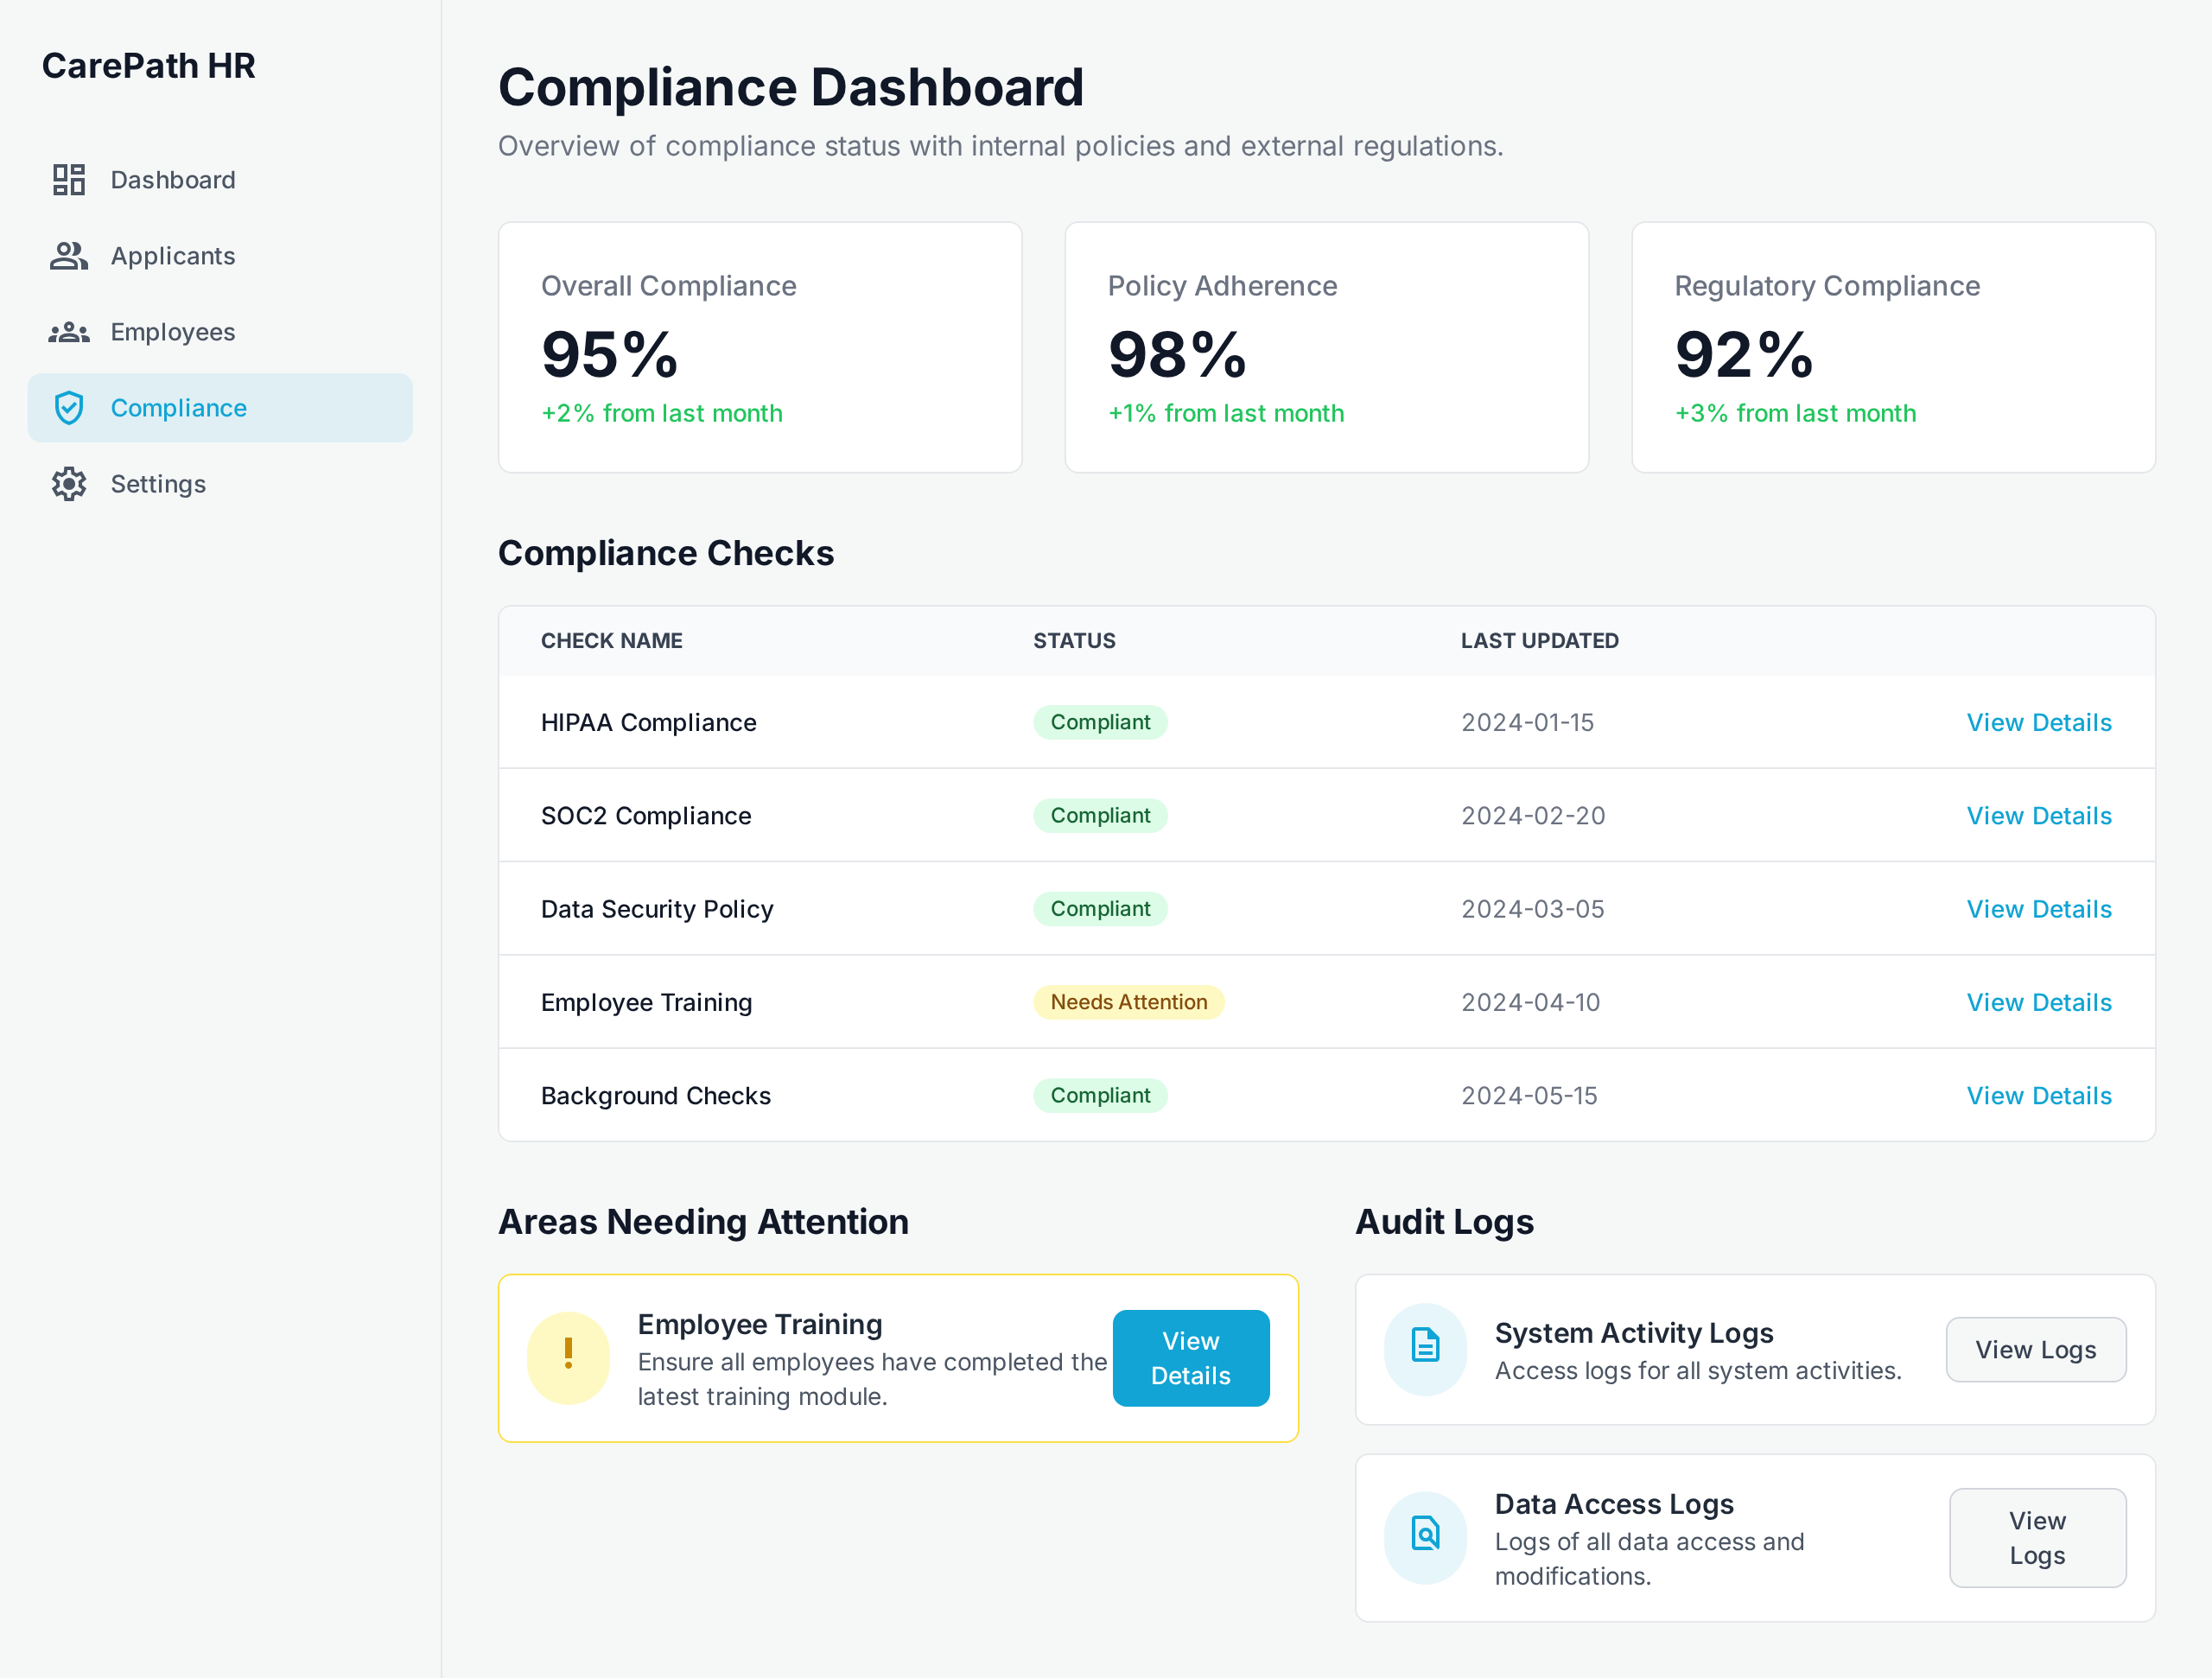 CarePath HR
Dashboard
Applicants
Employees
Compliance
Settings
Compliance Dashboard
Overview of compliance status with internal policies and external regulations.
Overall Compliance
95%
+2% from last month
Policy Adherence
98%
+1% from last month
Regulatory Compliance
92%
+3% from last month
Compliance Checks
CHECK NAME STATUS LAST UPDATED
HIPAA Compliance Compliant 2024-01-15 View Details
SOC2 Compliance Compliant 2024-02-20 View Details
Data Security Policy Compliant 2024-03-05 View Details
Employee Training Needs Attention 2024-04-10 View Details
Background Checks Compliant 2024-05-15 View Details
Areas Needing Attention
Employee Training
Ensure all employees have completed the
latest training module.
View
Details
Audit Logs
System Activity Logs
Access logs for all system activities.
View Logs
Data Access Logs
Logs of all data access and
modifications.
View
Logs